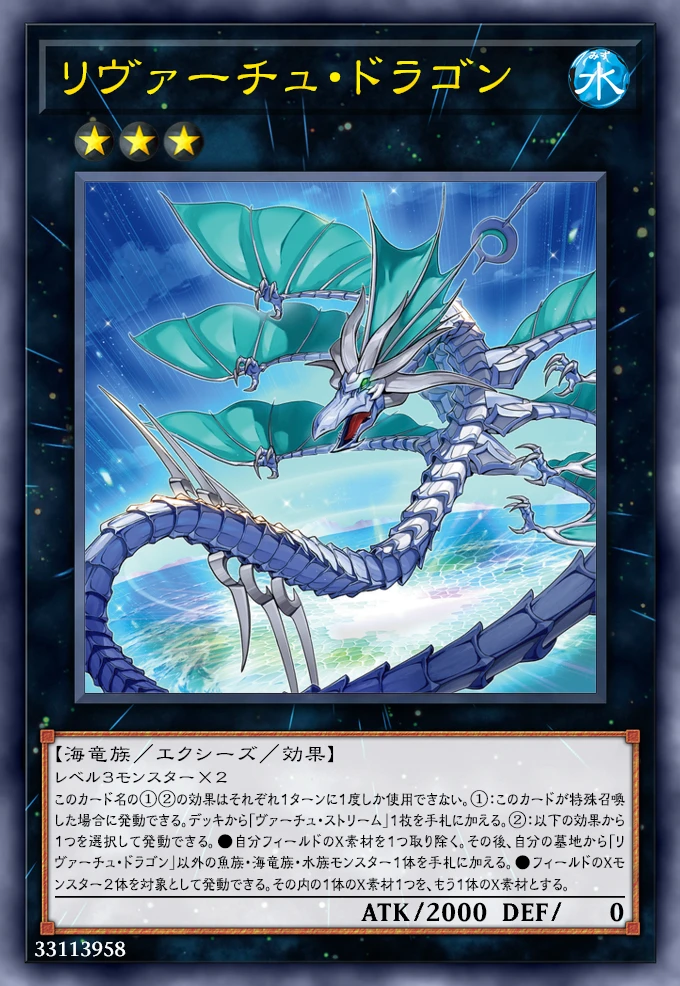 リヴァーチュ・ドラゴン
みず
水
【海竜族／エクシーズ／効果】
レベル3モンスター×2
このカード名の①②の効果はそれぞれ1ターンに1度しか使用できない。①：このカードが特殊召喚
した場合に発動できる。デッキから「ヴァーチュ・ストリーム」1枚を手札に加える。②：以下の効果から
1つを選択して発動できる。●自分フィールドのX素材を1つ取り除く。その後、自分の墓地から「リ
ヴァーチュ・ドラゴン」以外の魚族・海竜族・水族モンスター1体を手札に加える。●フィールドのXモ
ンスター2体を対象として発動できる。その内の1体のX素材1つを、もう1体のX素材とする。
ATK/2000 DEF/ 0
33113958